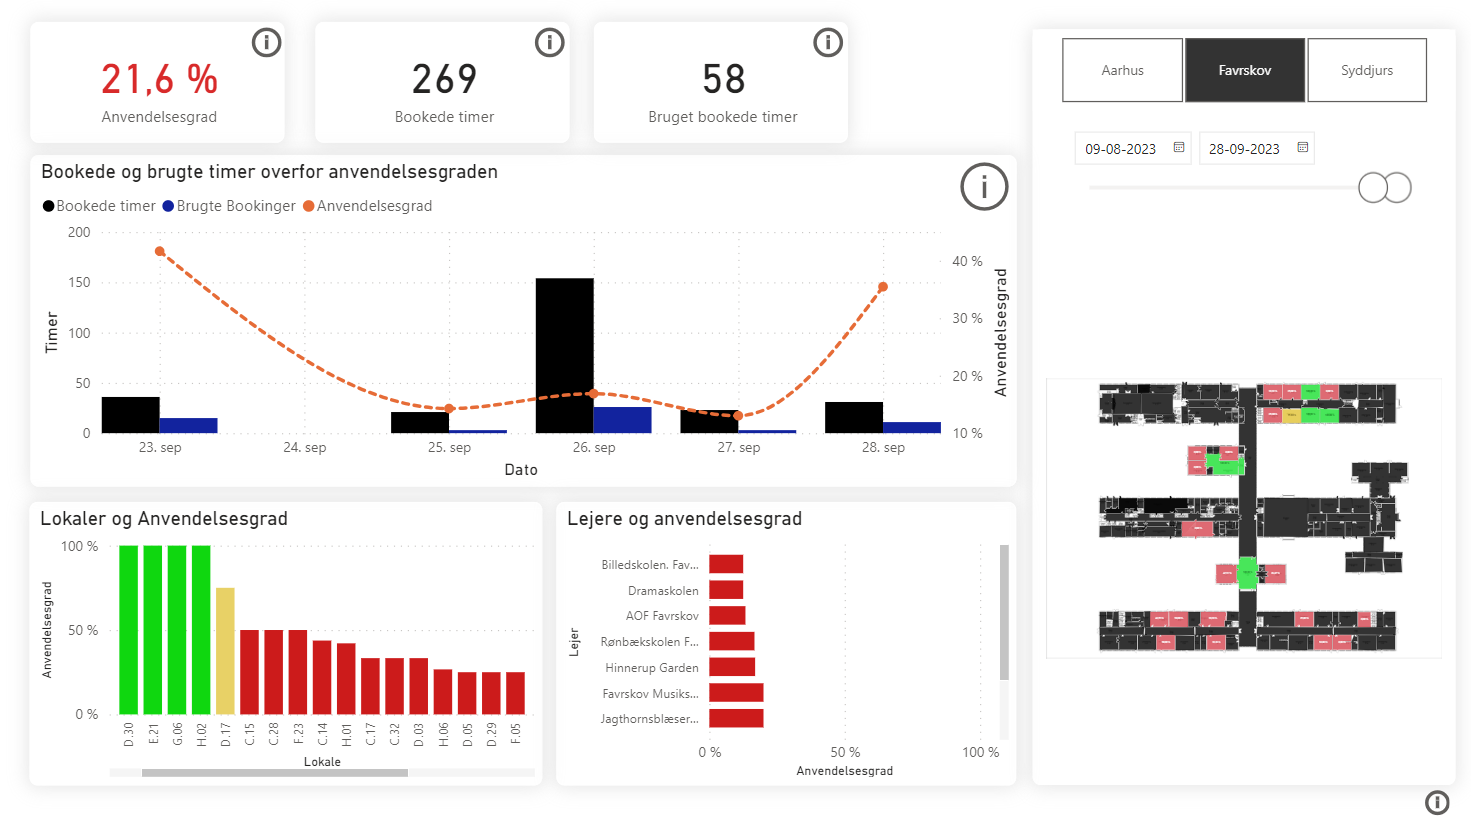 21,6 %
Anvendelsesgrad
269
Bookede timer
58
Bruget bookede timer
Aarhus
Favrskov
Syddjurs
09-08-2023
28-09-2023
Bookede og brugte timer overfor anvendelsesgraden
Bookede timer Brugte Bookinger Anvendelsesgrad
200
150
100
50
0
Timer
40 %
30 %
20 %
10 %
Anvendelsesgrad
23. sep 24. sep 25. sep 26. sep 27. sep 28. sep
Dato
Lokaler og Anvendelsesgrad
100 %
50 %
0 %
Anvendelsesgrad
D.30 E.21 G.06 H.02 D.17 C.15 C.28 F.23 C.14 H.01 C.17 C.32 D.03 H.06 D.05 D.29 F.05
Lokale
Lejere og anvendelsesgrad
Lejer
Billedskolen. Fav...
Dramaskolen
AOF Favrskov
Rønbækskolen F...
Hinnerup Garden
Favrskov Musiks...
Jagthornsblæser...
0 % 50 % 100 %
Anvendelsesgrad